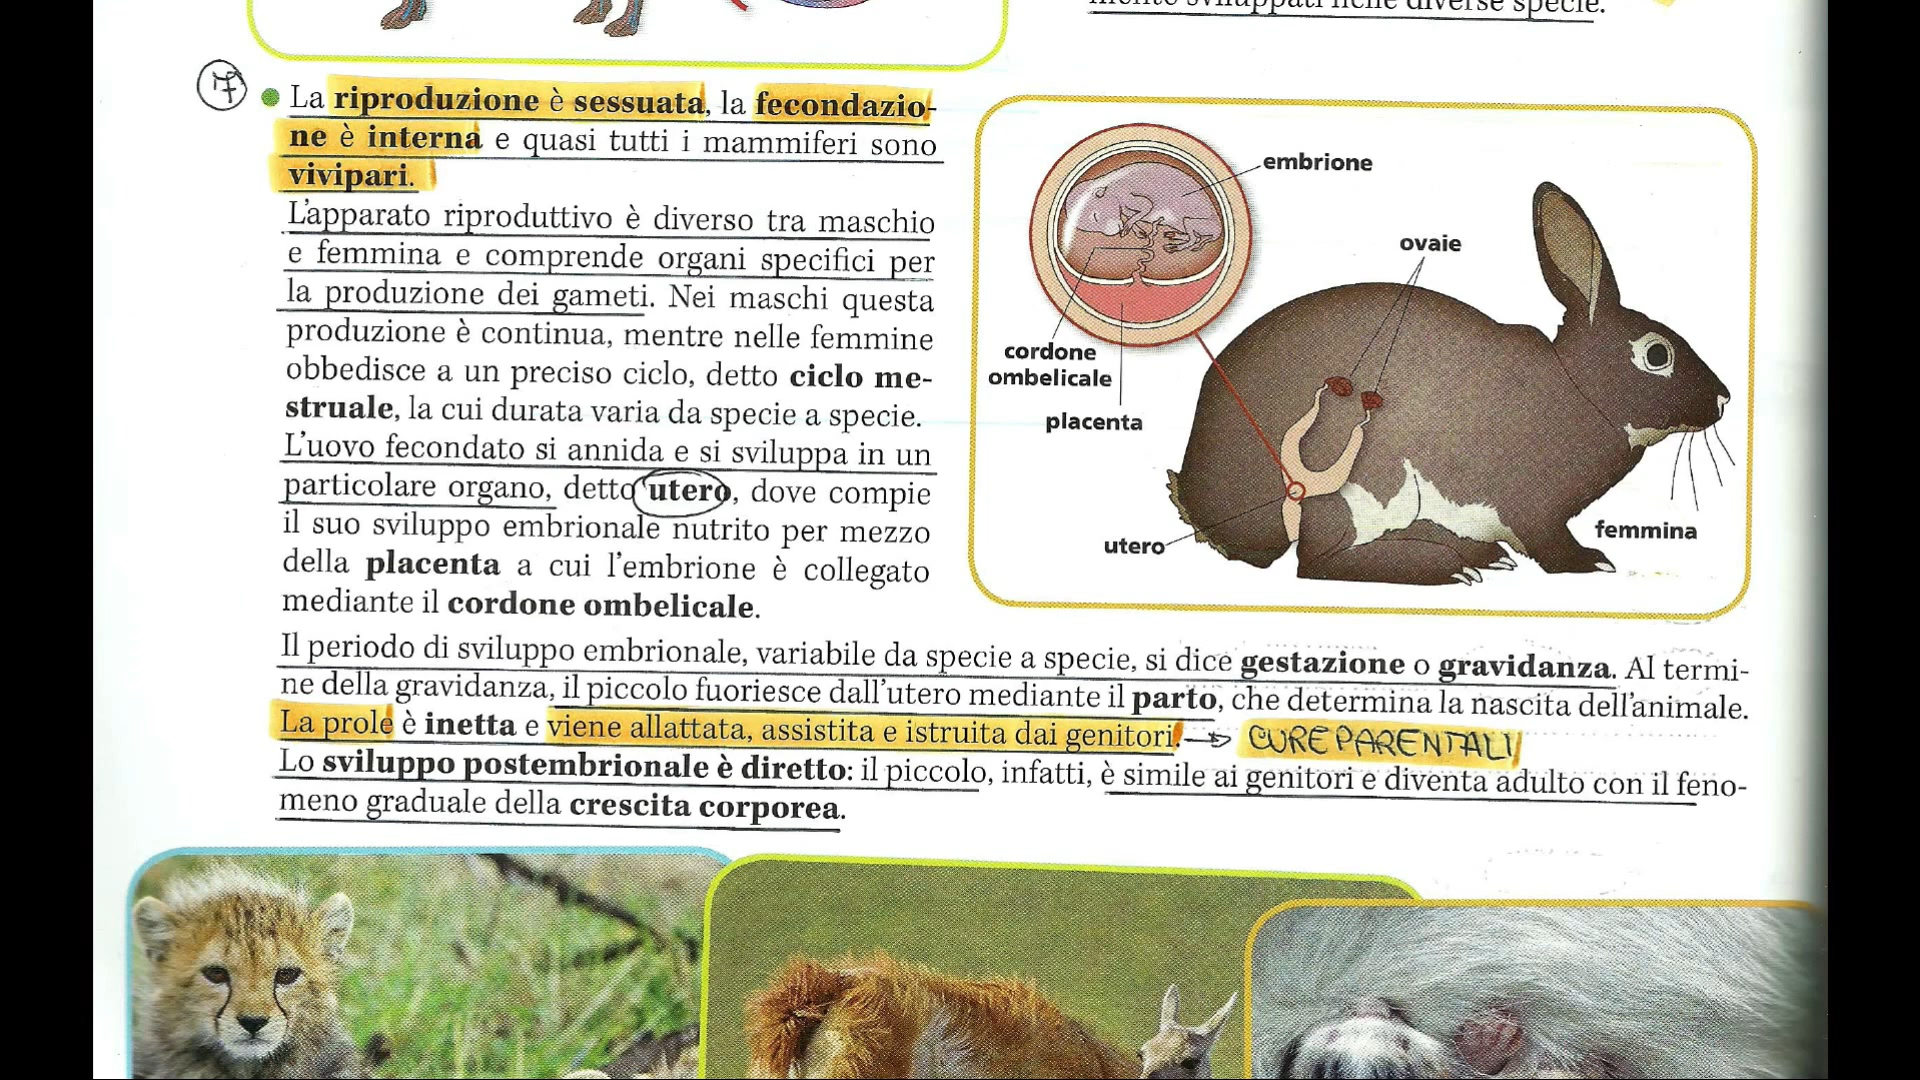 La riproduzione è sessuata, la fecondazio-
ne è interna e quasi tutti i mammiferi sono
vivipari.
L'apparato riproduttivo è diverso tra maschio
e femmina e comprende organi specifici per
la produzione dei gameti. Nei maschi questa
produzione è continua, mentre nelle femmine
obbedisce a un preciso ciclo, detto ciclo me-
struale, la cui durata varia da specie a specie.
L'uovo fecondato si annida e si sviluppa in un
particolare organo, detto utero, dove compie
il suo sviluppo embrionale nutrito per mezzo
della placenta a cui l'embrione è collegato
mediante il cordone ombelicale.
sviluppati nelle diverse specie.
embrione
ovaie
cordone
ombelicale
placenta
utero
femmina
Il periodo di sviluppo embrionale, variabile da specie a specie, si dice gestazione o gravidanza. Al termi-
ne della gravidanza, il piccolo fuoriesce dall'utero mediante il parto, che determina la nascita dell'animale.
La prole è inetta e viene allattata, assistita e istruita dai genitori. → CURE PARENTALI
Lo sviluppo postembrionale è diretto: il piccolo, infatti, è simile ai genitori e diventa adulto con il feno-
meno graduale della crescita corporea.